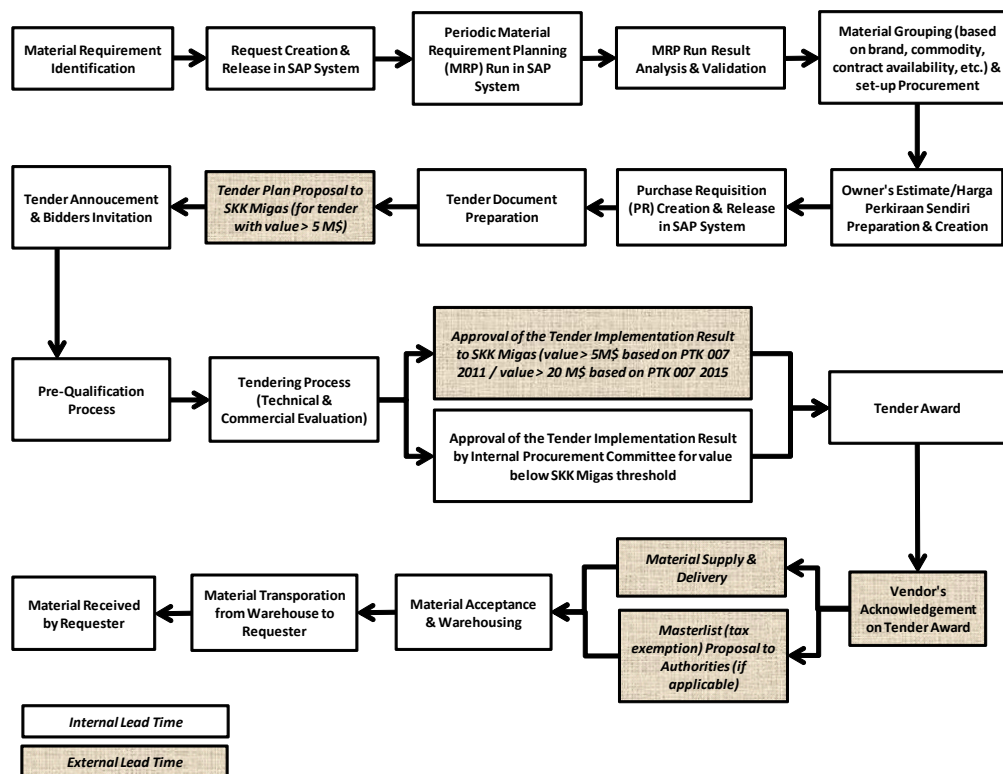 Material Requirement
Identification
Request Creation &
Release in SAP System
Periodic Material
Requirement Planning
(MRP) Run in SAP
System
MRP Run Result
Analysis & Validation
Material Grouping (based
on brand, commodity,
contract availability, etc.) &
set-up Procurement
Tender Annoucement
& Bidders Invitation
Tender Plan Proposal to
SKK Migas (for tender
with value > 5 M$)
Tender Document
Preparation
Purchase Requisition
(PR) Creation & Release
in SAP System
Owner's Estimate/Harga
Perkiraan Sendiri
Preparation & Creation
Pre-Qualification
Process
Tendering Process
(Technical &
Commercial Evaluation)
Approval of the Tender Implementation Result
to SKK Migas (value > 5M$ based on PTK 007
2011 / value > 20 M$ based on PTK 007 2015)
Approval of the Tender Implementation Result
by Internal Procurement Committee for value
below SKK Migas threshold
Tender Award
Material Received
by Requester
Material Transporation
from Warehouse to
Requester
Material Acceptance
& Warehousing
Material Supply &
Delivery
Masterlist (tax
exemption) Proposal to
Authorities (if
applicable)
Vendor's
Acknowledgement
on Tender Award
Internal Lead Time
External Lead Time